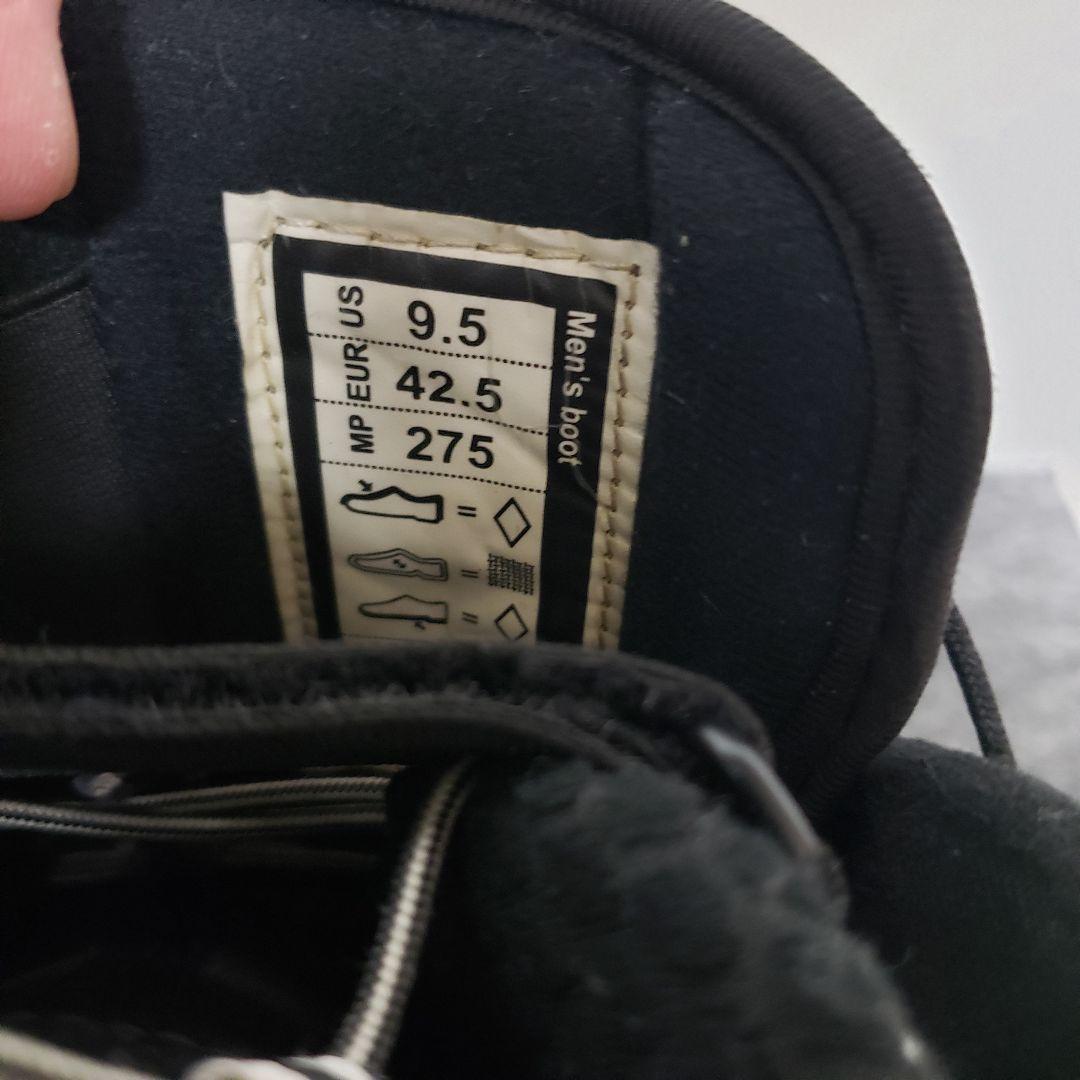 US 9.5
EUR 42.5
MP 275
=
=
=
Men's boot